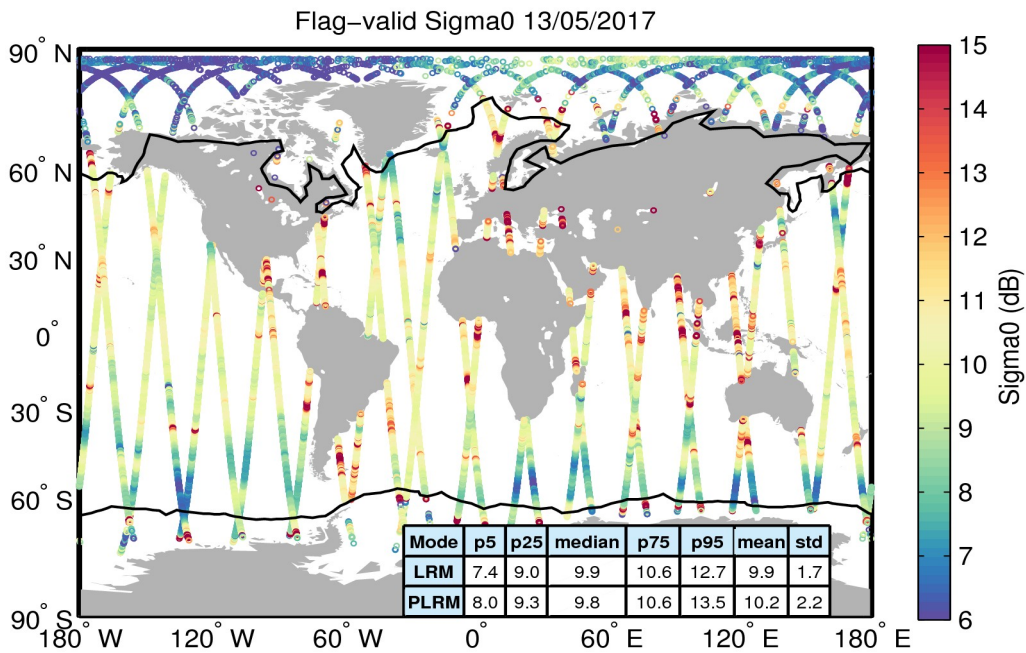 Flag−valid Sigma0 13/05/2017
90° N
60° N
30° N
0°
30° S
60° S
90° S
180° W
120° W
60° W
0°
60° E
120° E
180° E
Mode p5 p25 median p75 p95 mean std
LRM 7.4 9.0 9.9 10.6 12.7 9.9 1.7
PLRM 8.0 9.3 9.8 10.6 13.5 10.2 2.2
15
14
13
12
11
10
9
8
7
6
Sigma0 (dB)